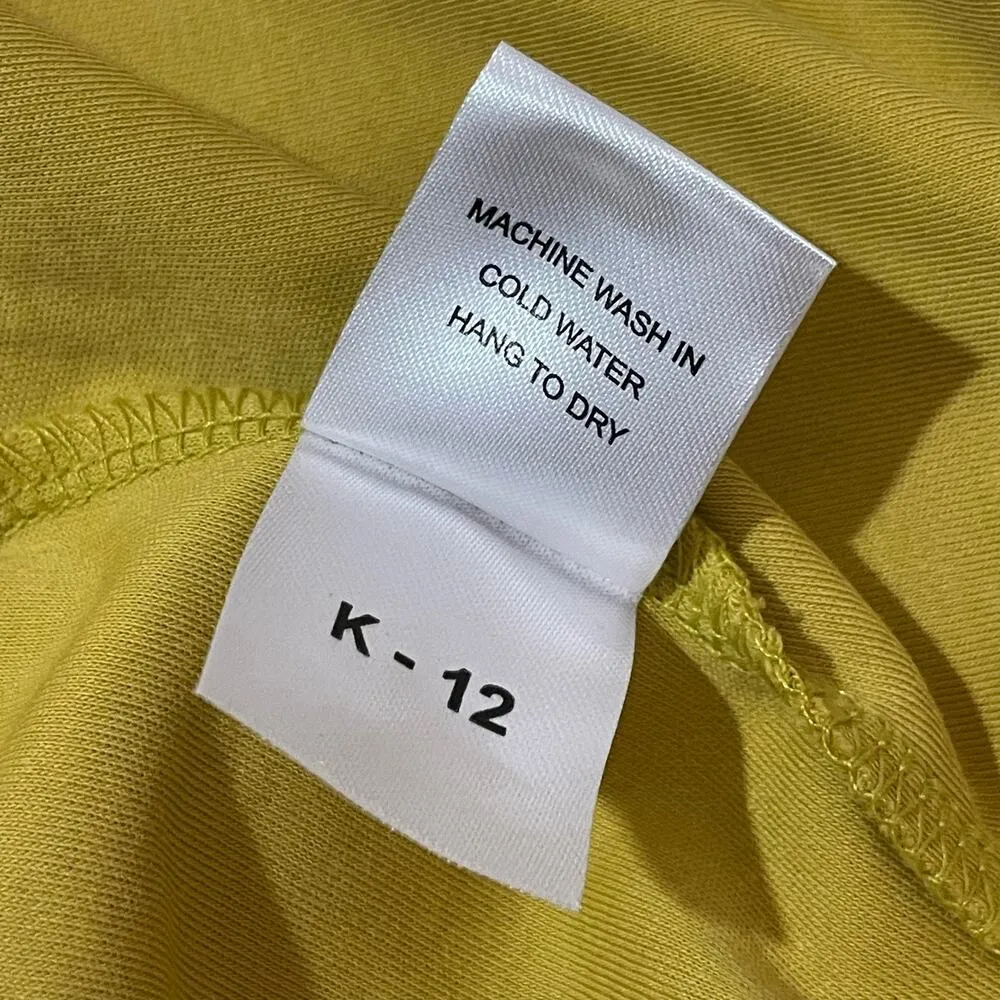 MACHINE WASH IN
COLD WATER
HANG TO DRY
K - 12